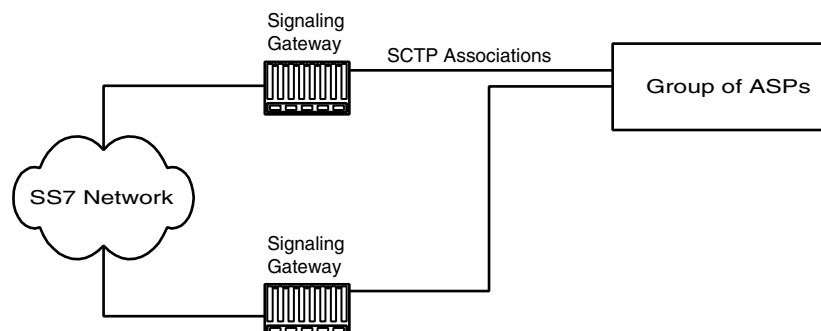 Signaling
Gateway
SCTP Associations
Group of ASPs
SS7 Network
Signaling
Gateway